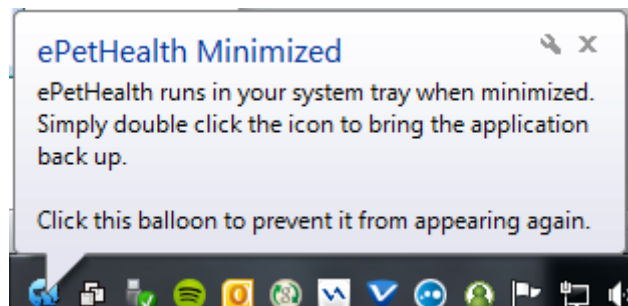 ePetHealth Minimized
ePetHealth runs in your system tray when minimized.
Simply double click the icon to bring the application
back up.
Click this balloon to prevent it from appearing again.